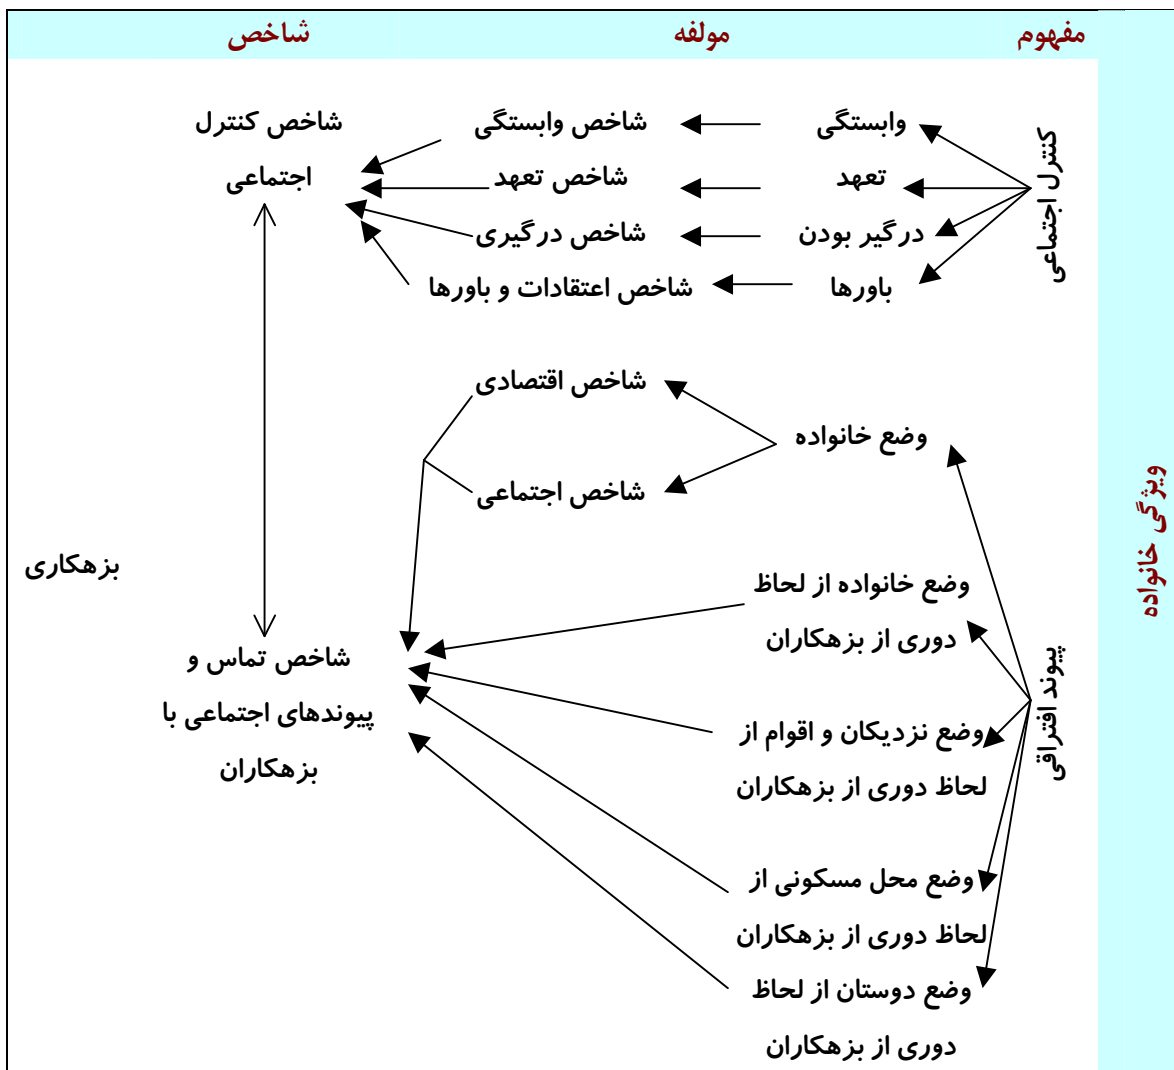 مفهوم
مولفه
شاخص
ویژگی خانواده
کنترل اجتماعی
وابستگی
شاخص وابستگی
شاخص کنترل
تعهد
شاخص تعهد
اجتماعی
درگیر بودن
شاخص درگیری
باورها
شاخص اعتقادات و باورها
پیوند افتراقی
وضع خانواده
شاخص اقتصادی
شاخص اجتماعی
وضع خانواده از لحاظ
دوری از بزهکاران
وضع نزدیکان و اقوام از
لحاظ دوری از بزهکاران
وضع محل مسکونی از
لحاظ دوری از بزهکاران
وضع دوستان از لحاظ
دوری از بزهکاران
شاخص تماس و
پیوندهای اجتماعی با
بزهکاران
بزهکاری